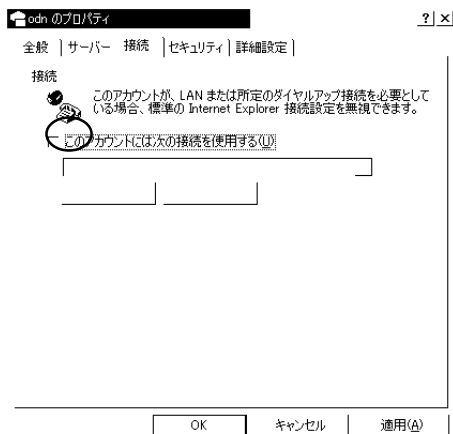 odn のプロパティ
? ×
全般 サーバー 接続 セキュリティ 詳細設定
接続
このアカウントが、LAN または所定のダイヤルアップ接続を必要として
いる場合、標準の Internet Explorer 接続設定を無視できます。
このアカウントには次の接続を使用する(U)
OK キャンセル 適用(A)